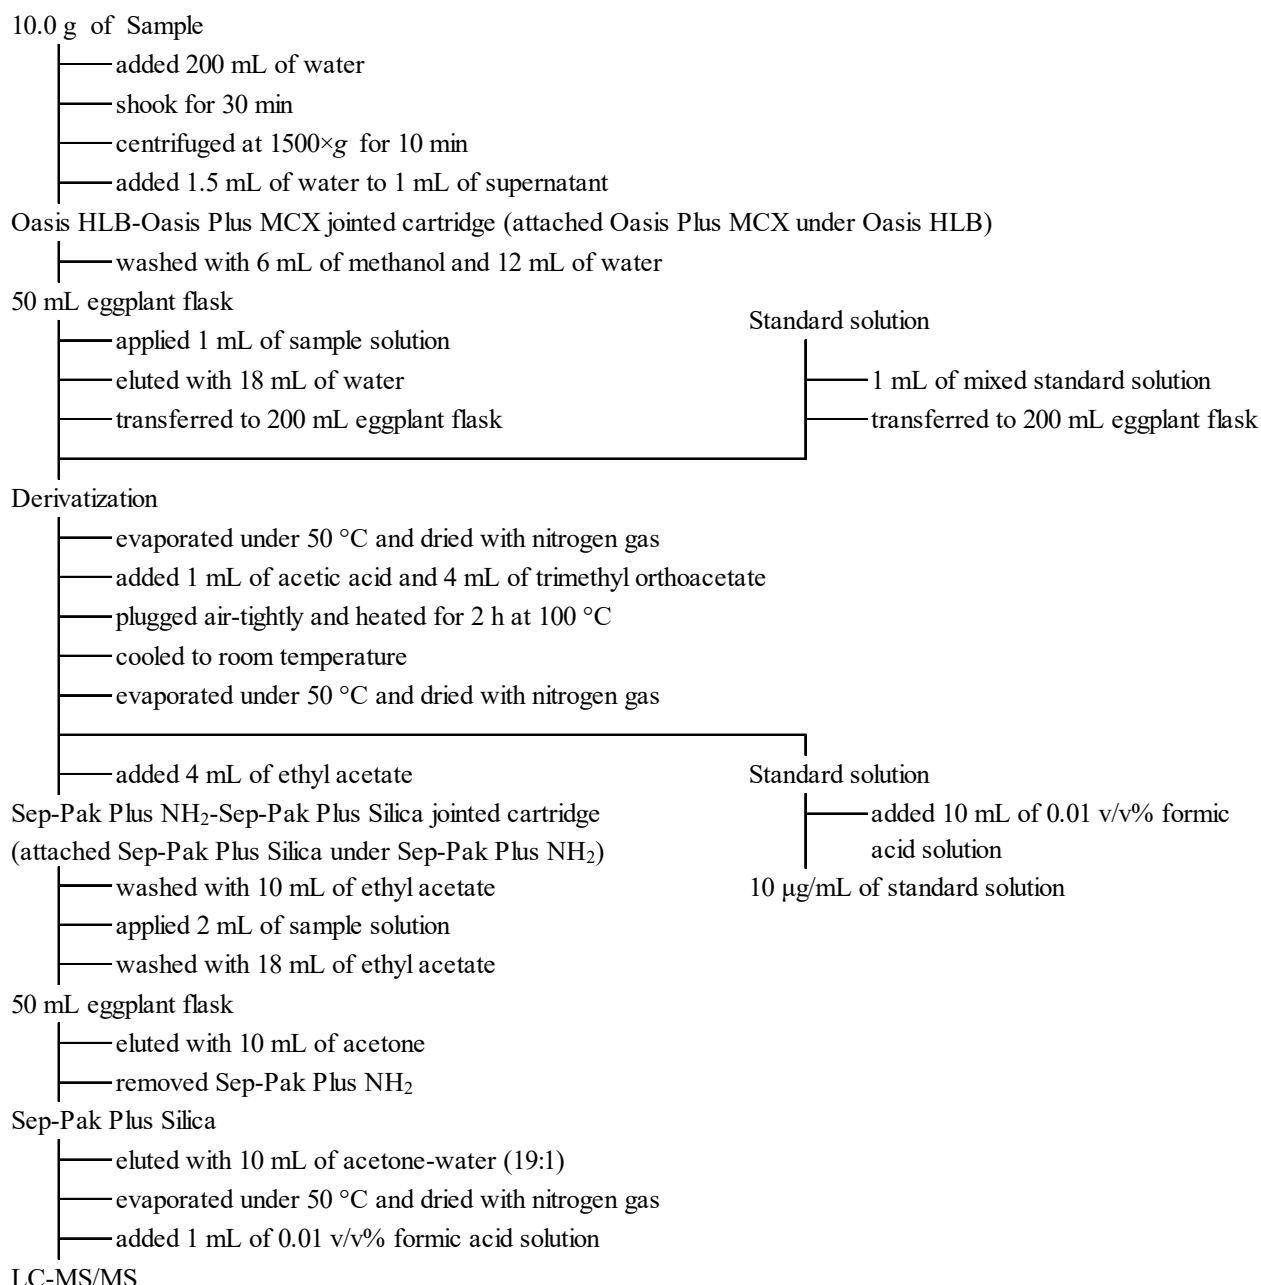 10.0 g of Sample
added 200 mL of water
shook for 30 min
centrifuged at 1500×g for 10 min
added 1.5 mL of water to 1 mL of supernatant
Oasis HLB-Oasis Plus MCX jointed cartridge (attached Oasis Plus MCX under Oasis HLB)
washed with 6 mL of methanol and 12 mL of water
50 mL eggplant flask
applied 1 mL of sample solution
eluted with 18 mL of water
transferred to 200 mL eggplant flask
Standard solution
1 mL of mixed standard solution
transferred to 200 mL eggplant flask
Derivatization
evaporated under 50 °C and dried with nitrogen gas
added 1 mL of acetic acid and 4 mL of trimethyl orthoacetate
plugged air-tightly and heated for 2 h at 100 °C
cooled to room temperature
evaporated under 50 °C and dried with nitrogen gas
added 4 mL of ethyl acetate
Sep-Pak Plus NH₂-Sep-Pak Plus Silica jointed cartridge
(attached Sep-Pak Plus Silica under Sep-Pak Plus NH₂)
washed with 10 mL of ethyl acetate
applied 2 mL of sample solution
washed with 18 mL of ethyl acetate
Standard solution
added 10 mL of 0.01 v/v% formic
acid solution
10 μg/mL of standard solution
50 mL eggplant flask
eluted with 10 mL of acetone
removed Sep-Pak Plus NH₂
Sep-Pak Plus Silica
eluted with 10 mL of acetone-water (19:1)
evaporated under 50 °C and dried with nitrogen gas
added 1 mL of 0.01 v/v% formic acid solution
LC-MS/MS